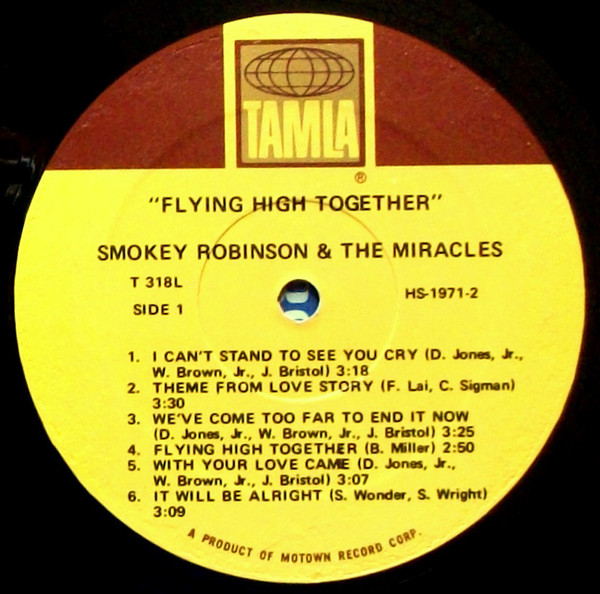 TAMLA
®
"FLYING HIGH TOGETHER"
SMOKEY ROBINSON & THE MIRACLES
T 318L
SIDE 1
HS-1971-2
1. I CAN'T STAND TO SEE YOU CRY (D. Jones, Jr.,
W. Brown, Jr., J. Bristol) 3:18
2. THEME FROM LOVE STORY (F. Lai, C. Sigman)
3:30
3. WE'VE COME TOO FAR TO END IT NOW
(D. Jones, Jr., W. Brown, Jr., J. Bristol) 3:25
4. FLYING HIGH TOGETHER (B. Miller) 2:50
5. WITH YOUR LOVE CAME (D. Jones, Jr.,
W. Brown, Jr., J. Bristol) 3:07
6. IT WILL BE ALRIGHT (S. Wonder, S. Wright)
3:09
A PRODUCT OF MOTOWN RECORD CORP.